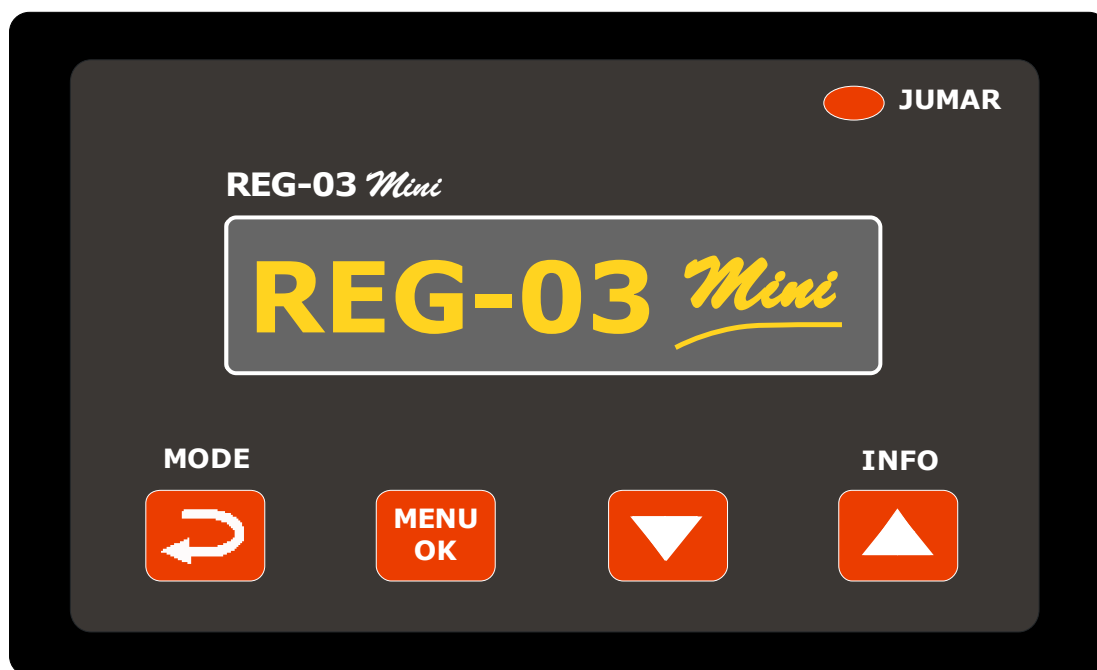 JUMAR
REG-03 Mini
REG-03 Mini
MODE
INFO
MENU
OK